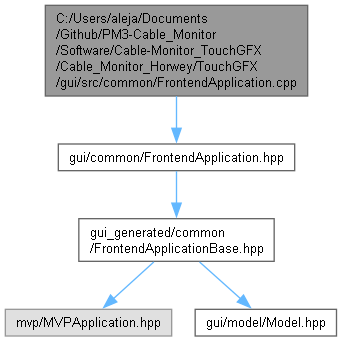 C:/Users/aleja/Documents
/Github/PM3-Cable_Monitor
/Software/Cable-Monitor_TouchGFX
/Cable_Monitor_Horwey/TouchGFX
/gui/src/common/FrontendApplication.cpp
gui/common/FrontendApplication.hpp
gui_generated/common
/FrontendApplicationBase.hpp
mvp/MVPApplication.hpp
gui/model/Model.hpp